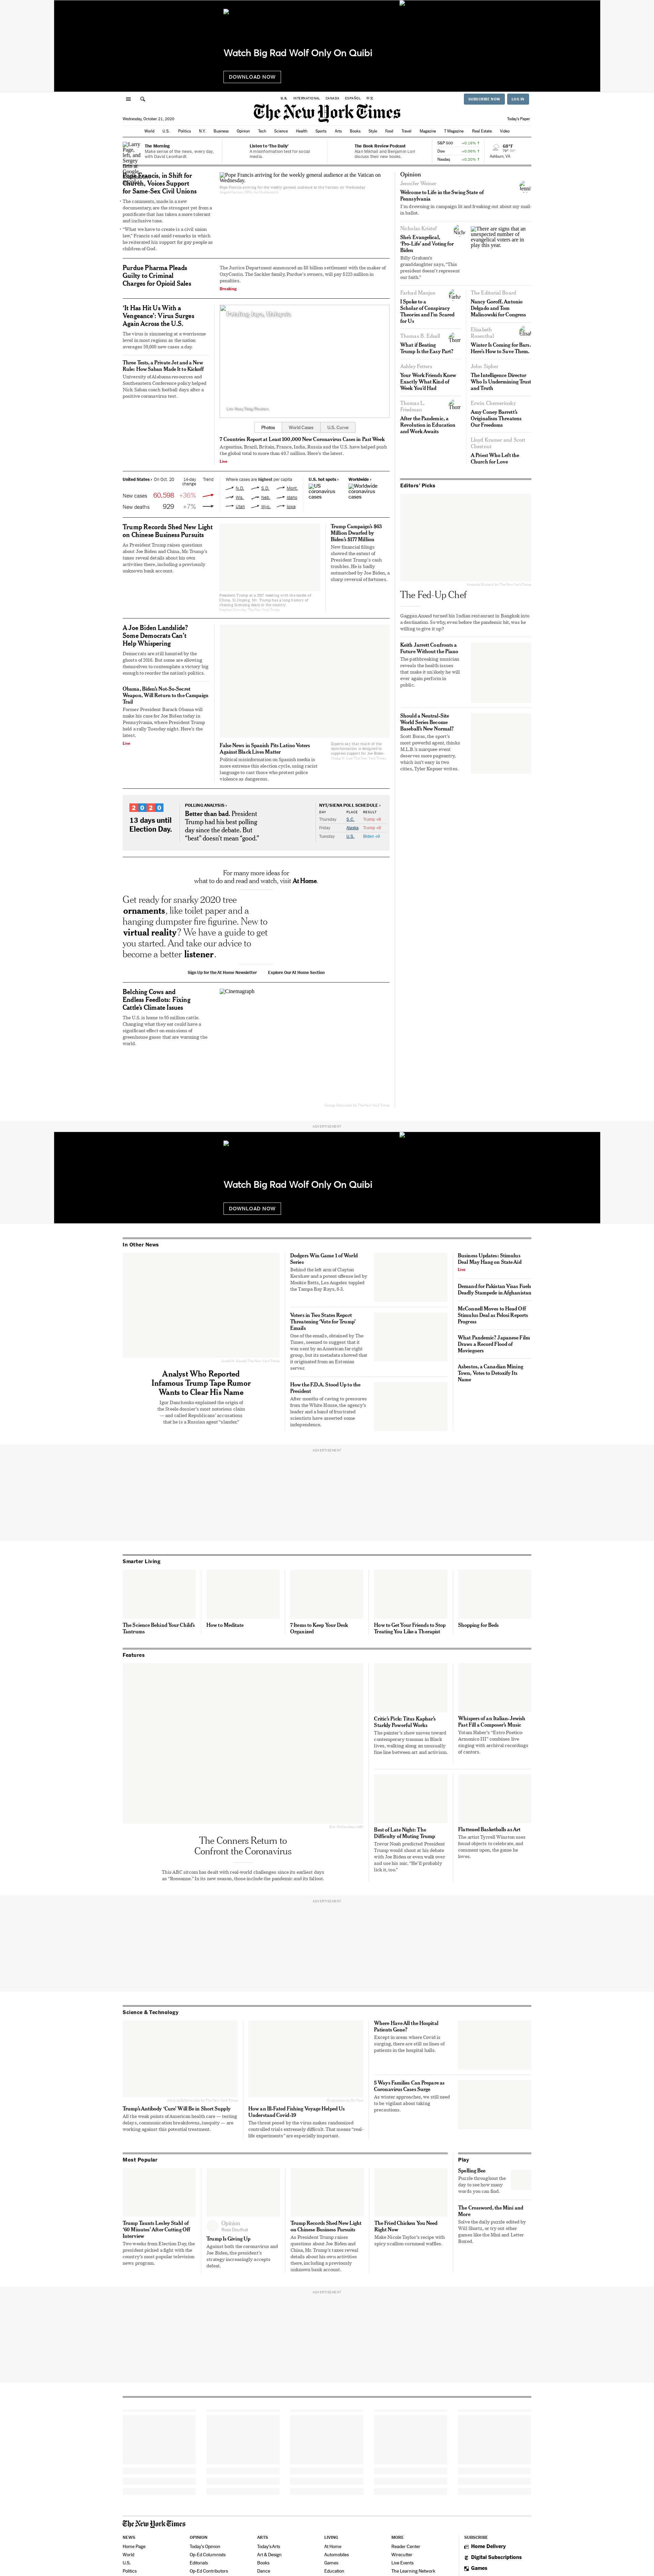 Watch Big Rad Wolf Only On Quibi
DOWNLOAD NOW
U.S. INTERNATIONAL CANADA ESPAÑOL 中文
SUBSCRIBE NOW
LOG IN
The New York Times
Wednesday, October 21, 2020
Today's Paper
World U.S. Politics N.Y. Business Opinion Tech Science Health Sports Arts Books Style Food Travel Magazine T Magazine Real Estate Video
The Morning
Make sense of the news, every day, with David Leonhardt.
Listen to 'The Daily'
A misinformation test for social media.
The Book Review Podcast
S&P 500 +0.16% ↑
Dow +0.06% ↑
Nasdaq +0.20% ↑
68°F
Ashburn, VA
Pope Francis, in Shift for
Church, Voices Support
for Same-Sex Civil Unions
The comments, made in a new
documentary, are the strongest yet from a
pontificate that has taken a more tolerant
and inclusive tone.
"What we have to create is a civil union
law," Francis said amid remarks in which
he reiterated his support for gay people as
children of God.
Pope Francis arriving for the weekly general audience at the Vatican on
Wednesday.
Purdue Pharma Pleads
Guilty to Criminal
Charges for Opioid Sales
The Justice Department announced an $8 billion settlement with the maker of
OxyContin. The Sackler family, Purdue's owners, will pay $225 million in
penalties.
Breaking
'It Has Hit Us With a
Vengeance': Virus Surges
Again Across the U.S.
The virus is simmering at a worrisome
level in most regions as the nation
averages 59,000 new cases a day.
Three Tests, a Private Jet and a New
Rule: How Saban Made It to Kickoff
University of Alabama researchers and
Southeastern Conference policy helped
Nick Saban coach football days after a
positive coronavirus test.
Petaling Jaya, Malaysia
Lim Huey Teng/Reuters
Photos World Cases U.S. Curve
7 Countries Report at Least 100,000 New Coronavirus Cases in Past Week
Argentina, Brazil, Britain, France, India, Russia and the U.S. have helped push
the global total to more than 40.7 million. Here's the latest.
Live
United States › On Oct. 20 14-day change Trend
New cases 60,598 +36%
New deaths 929 +7%
Where cases are highest per capita
N.D. S.D. Mont.
Wis. Neb. Idaho
Utah Wyo. Iowa
U.S. hot spots ›
US coronavirus cases
Worldwide ›
Worldwide coronavirus cases
Trump Records Shed New Light
on Chinese Business Pursuits
As President Trump raises questions
about Joe Biden and China, Mr. Trump's
taxes reveal details about his own
activities there, including a previously
unknown bank account.
Trump Campaign's $63
Million Dwarfed by
Biden's $177 Million
New financial filings
showed the extent of
President Trump's cash
troubles. He is badly
outmatched by Joe Biden, a
sharp reversal of fortunes.
A Joe Biden Landslide?
Some Democrats Can't
Help Whispering
Democrats are still haunted by the
ghosts of 2016. But some are allowing
themselves to contemplate a victory big
enough to reorder the nation's politics.
Obama, Biden's Not-So-Secret
Weapon, Will Return to the Campaign
Trail
Former President Barack Obama will
make his case for Joe Biden today in
Pennsylvania, where President Trump
held a rally Tuesday night. Here's the
latest.
Live
False News in Spanish Pits Latino Voters
Against Black Lives Matter
Political misinformation on Spanish media is
more extreme this election cycle, using racist
language to cast those who protest police
violence as dangerous.
2020
13 days until
Election Day.
POLLING ANALYSIS ›
Better than bad. President
Trump had his best polling
day since the debate. But
"best" doesn't mean "good."
NYT/SIENA POLL SCHEDULE ›
DAY PLACE RESULT
Thursday S.C. Trump +6
Friday Alaska Trump +6
Tuesday U.S. Biden +9
For many more ideas for
what to do and read and watch, visit At Home.
Get ready for snarky 2020 tree
ornaments, like toilet paper and a
hanging dumpster fire figurine. New to
virtual reality? We have a guide to get
you started. And take our advice to
become a better listener.
Sign Up for the At Home Newsletter Explore Our At Home Section
Belching Cows and
Endless Feedlots: Fixing
Cattle's Climate Issues
The U.S. is home to 95 million cattle.
Changing what they eat could have a
significant effect on emissions of
greenhouse gases that are warming the
world.
Cinemagraph
Opinion
Jennifer Weiner
Welcome to Life in the Swing State of
Pennsylvania
I'm drowning in campaign lit & freaking out about my mail-
in ballot.
Nicholas Kristof
She's Evangelical,
'Pro-Life' and Voting for
Biden
Billy Graham's
granddaughter says, "This
president doesn't represent
our faith."
There are signs that an
unexpected number of
evangelical voters are in
play this year.
Farhad Manjoo
I Spoke to a
Scholar of Conspiracy
Theories and I'm Scared
for Us
The Editorial Board
Nancy Goroff, Antonio
Delgado and Tom
Malinowski for Congress
Thomas B. Edsall
What if Beating
Trump Is the Easy Part?
Elizabeth
Rosenthal
Winter Is Coming for Bars.
Here's How to Save Them.
Ashley Fetters
Your Work Friends Knew
Exactly What Kind of
Week You'd Had
John Sipher
The Intelligence Director
Who Is Undermining Trust
and Truth
Thomas L.
Friedman
After the Pandemic, a
Revolution in Education
and Work Awaits
Erwin Chemerinsky
Amy Coney Barrett's
Originalism Threatens
Our Freedoms
Lloyd Kramer and Scott
Chestnut
A Priest Who Left the
Church for Love
Editors' Picks
The Fed-Up Chef
Gaggan Anand turned his Indian restaurant in Bangkok into
a destination. So why, even before the pandemic hit, was he
willing to give it up?
Keith Jarrett Confronts a
Future Without the Piano
The pathbreaking musician
reveals the health issues
that make it unlikely he will
ever again perform in
public.
Should a Neutral-Site
World Series Become
Baseball's New Normal?
Scott Boras, the sport's
most powerful agent, thinks
M.L.B.'s marquee event
deserves more pageantry,
which isn't easy in two
cities, Tyler Kepner writes.
ADVERTISEMENT
Watch Big Rad Wolf Only On Quibi
DOWNLOAD NOW
In Other News
Analyst Who Reported
Infamous Trump Tape Rumor
Wants to Clear His Name
Igor Danchenko explained the origin of
the Steele dossier's most notorious claim
— and called Republicans' accusations
that he is a Russian agent "slander."
Dodgers Win Game 1 of World
Series
Behind the left arm of Clayton
Kershaw and a potent offense led by
Mookie Betts, Los Angeles toppled
the Tampa Bay Rays, 8-3.
Voters in Two States Report
Threatening 'Vote for Trump'
Emails
One of the emails, obtained by The
Times, seemed to suggest that it
was sent by an American far-right
group, but its metadata showed that
it originated from an Estonian
server.
How the F.D.A. Stood Up to the
President
After months of caving to pressures
from the White House, the agency's
leader and a band of frustrated
scientists have asserted some
independence.
Business Updates: Stimulus
Deal May Hang on State Aid
Live
Demand for Pakistan Visas Fuels
Deadly Stampede in Afghanistan
McConnell Moves to Head Off
Stimulus Deal as Pelosi Reports
Progress
What Pandemic? Japanese Film
Draws a Record Flood of
Moviegoers
Asbestos, a Canadian Mining
Town, Votes to Detoxify Its
Name
ADVERTISEMENT
Smarter Living
The Science Behind Your Child's
Tantrums
How to Meditate
7 Items to Keep Your Desk
Organized
How to Get Your Friends to Stop
Treating You Like a Therapist
Shopping for Beds
Features
The Conners Return to
Confront the Coronavirus
This ABC sitcom has dealt with real-world challenges since its earliest days
as "Roseanne." In its new season, those include the pandemic and its fallout.
Critic's Pick: Titus Kaphar's
Starkly Powerful Works
The painter's show moves toward
contemporary traumas in Black
lives, walking along an unusually
fine line between art and activism.
Whispers of an Italian-Jewish
Past Fill a Composer's Music
Yotam Haber's "Estro Poetico-
Armonico III" combines live
singing with archival recordings
of cantors.
Best of Late Night: The
Difficulty of Muting Trump
Trevor Noah predicted President
Trump would shout at his debate
with Joe Biden or even walk over
and use his mic. "He'll probably
lick it, too."
Flattened Basketballs as Art
The artist Tyrrell Winston uses
found objects to celebrate, and
comment upon, the game he
loves.
ADVERTISEMENT
Science & Technology
Trump's Antibody 'Cure' Will Be in Short Supply
All the weak points of American health care — testing
delays, communication breakdowns, inequity — are
working against this potential treatment.
How an Ill-Fated Fishing Voyage Helped Us
Understand Covid-19
The threat posed by the virus makes randomized
controlled trials extremely difficult. That means "real-
life experiments" are especially important.
Where Have All the Hospital
Patients Gone?
Except in areas where Covid is
surging, there are still no lines of
patients in the hospital halls.
5 Ways Families Can Prepare as
Coronavirus Cases Surge
As winter approaches, we still need
to be vigilant about taking
precautions.
Most Popular
Trump Taunts Lesley Stahl of
'60 Minutes' After Cutting Off
Interview
Two weeks from Election Day, the
president picked a fight with the
country's most popular television
news program.
Opinion
Ross Douthat
Trump Is Giving Up
Against both the coronavirus and
Joe Biden, the president's
strategy increasingly accepts
defeat.
Trump Records Shed New Light
on Chinese Business Pursuits
As President Trump raises
questions about Joe Biden and
China, Mr. Trump's taxes reveal
details about his own activities
there, including a previously
unknown bank account.
The Fried Chicken You Need
Right Now
Make Nicole Taylor's recipe with
spicy scallion cornmeal waffles.
Play
Spelling Bee
Puzzle throughout the
day to see how many
words you can find.
The Crossword, the Mini and
More
Solve the daily puzzle edited by
Will Shortz, or try out other
games like the Mini and Letter
Boxed.
ADVERTISEMENT
The New York Times
NEWS
Home Page
World
U.S.
Politics
OPINION
Today's Opinion
Op-Ed Columnists
Editorials
Op-Ed Contributors
ARTS
Today's Arts
Art & Design
Books
Dance
LIVING
At Home
Automobiles
Games
Education
MORE
Reader Center
Wirecutter
Live Events
The Learning Network
SUBSCRIBE
Home Delivery
Digital Subscriptions
Games